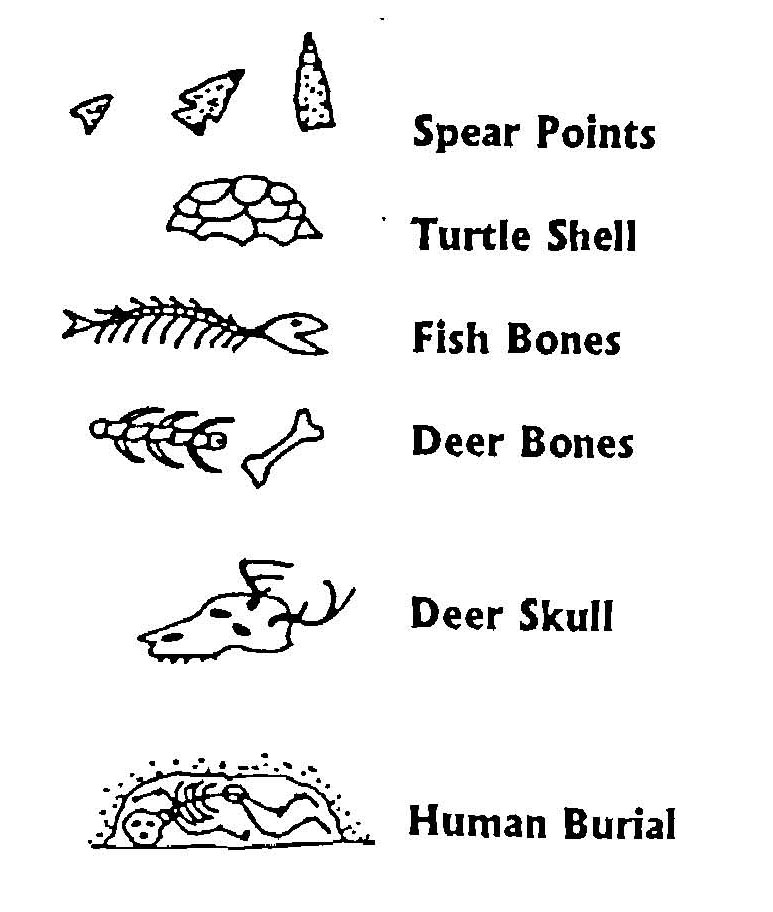 Spear Points
Turtle Shell
Fish Bones
Deer Bones
Deer Skull
Human Burial